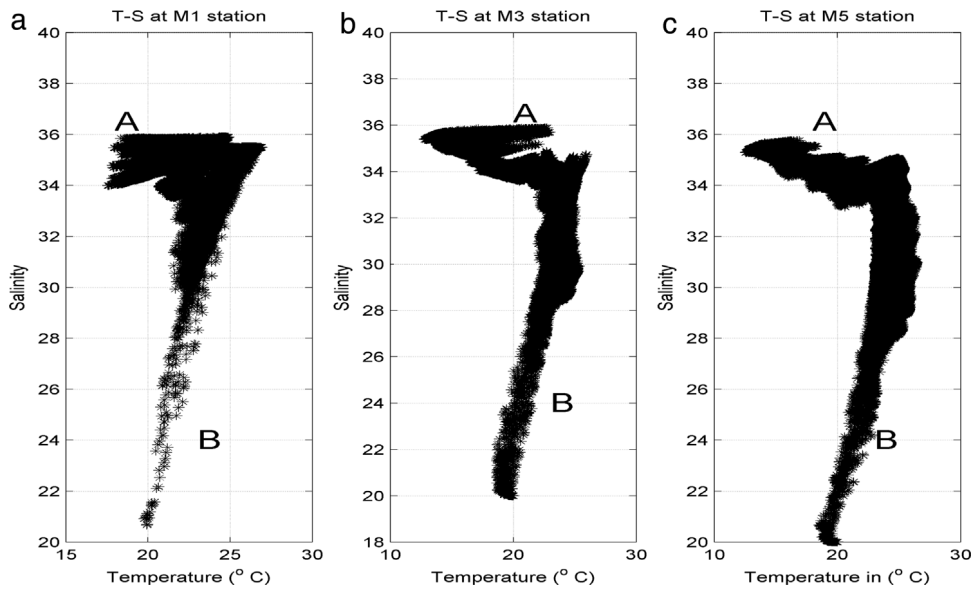 a
T-S at M1 station
40
38
36
34
32
30
28
26
24
22
20
15
20
25
30
Salinity
Temperature (° C)
A
B
b
T-S at M3 station
40
38
36
34
32
30
28
26
24
22
20
18
10
20
30
Salinity
Temperature (° C)
A
B
c
T-S at M5 station
40
38
36
34
32
30
28
26
24
22
20
10
20
30
Salinity
Temperature in (° C)
A
B